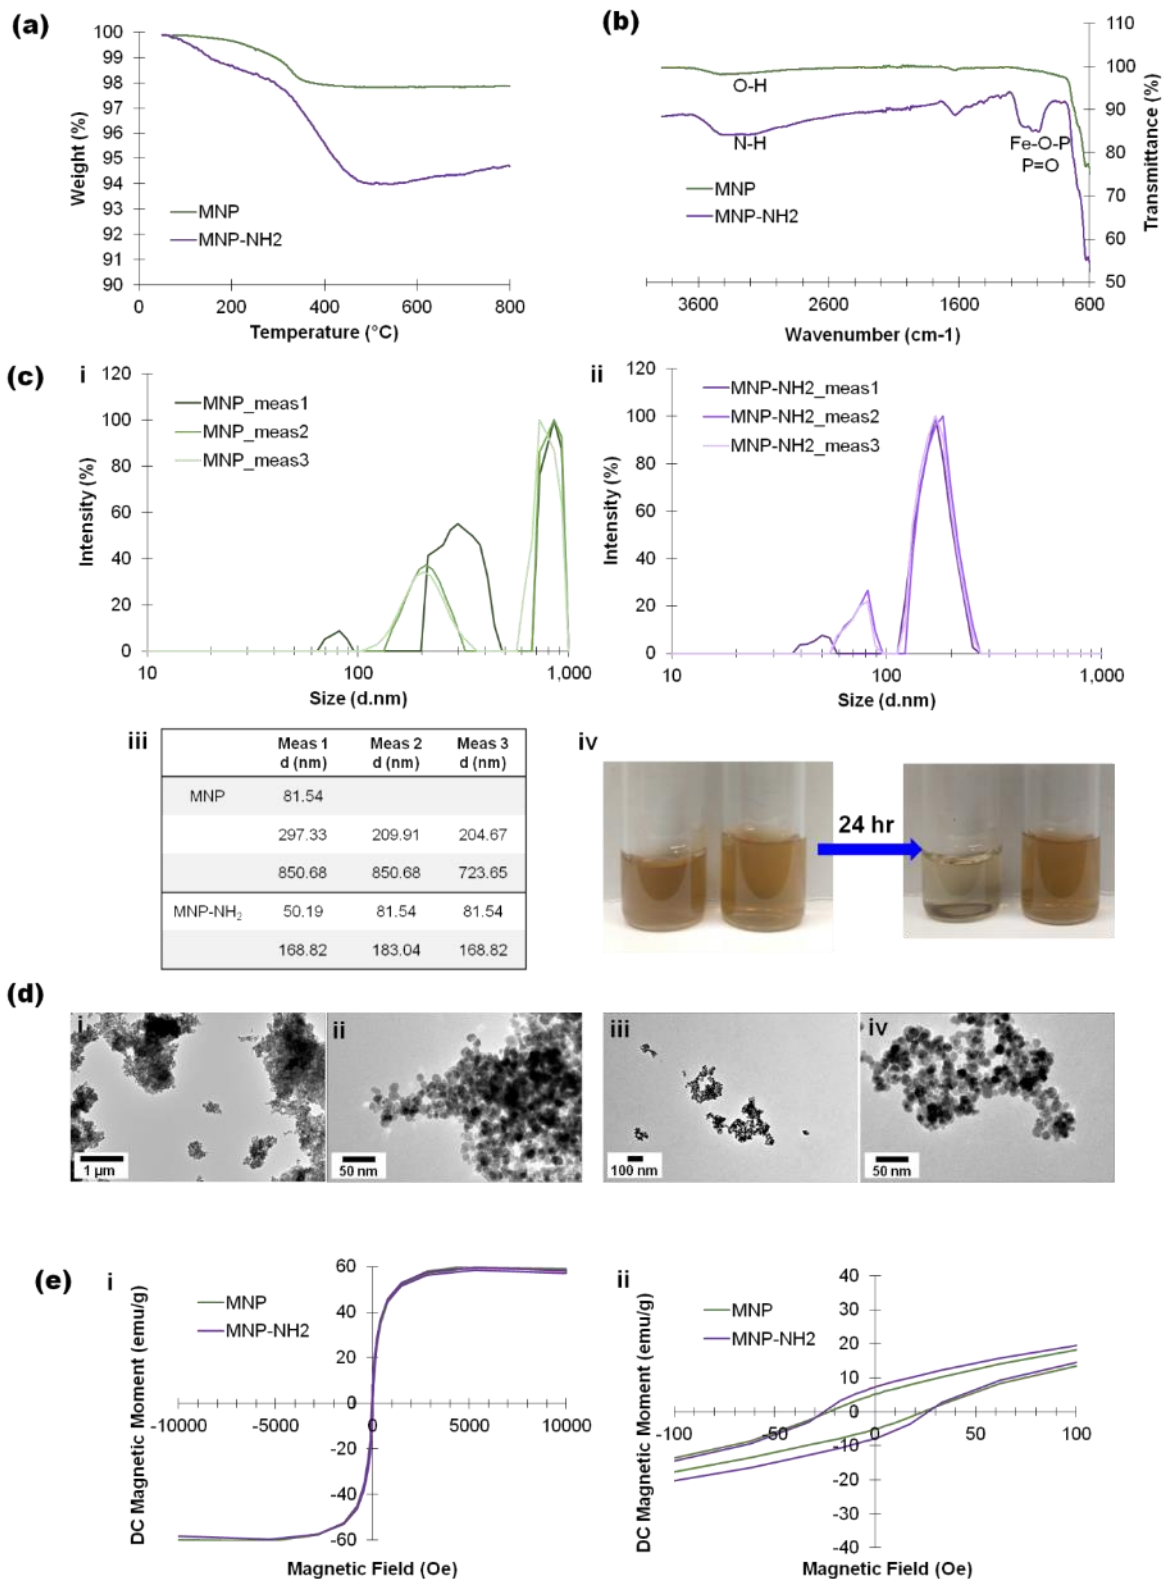 (a)
100
99
98
97
96
95
94
93
92
91
90
Weight (%)
MNP
MNP-NH2
0 200 400 600 800
Temperature (°C)
(b)
110
100
90
80
70
60
50
Transmittance (%)
O-H
N-H
Fe-O-P
P=O
MNP
MNP-NH2
3600 2600 1600 600
Wavenumber (cm-1)
(c)
i
120
100
80
60
40
20
0
Intensity (%)
MNP_meas1
MNP_meas2
MNP_meas3
10 100 1,000
Size (d.nm)
ii
120
100
80
60
40
20
0
Intensity (%)
MNP-NH2_meas1
MNP-NH2_meas2
MNP-NH2_meas3
10 100 1,000
Size (d.nm)
iii
Meas 1 Meas 2 Meas 3
d (nm) d (nm) d (nm)
MNP 81.54
297.33 209.91 204.67
850.68 850.68 723.65
MNP-NH₂ 50.19 81.54 81.54
168.82 183.04 168.82
iv
24 hr
(d)
i
1 µm
ii
50 nm
iii
100 nm
iv
50 nm
(e)
i
60
40
20
0
-20
-40
-60
DC Magnetic Moment (emu/g)
MNP
MNP-NH2
-10000 -5000 0 5000 10000
Magnetic Field (Oe)
ii
40
30
20
10
0
-10
-20
-30
-40
DC Magnetic Moment (emu/g)
MNP
MNP-NH2
-100 -50 0 50 100
Magnetic Field (Oe)